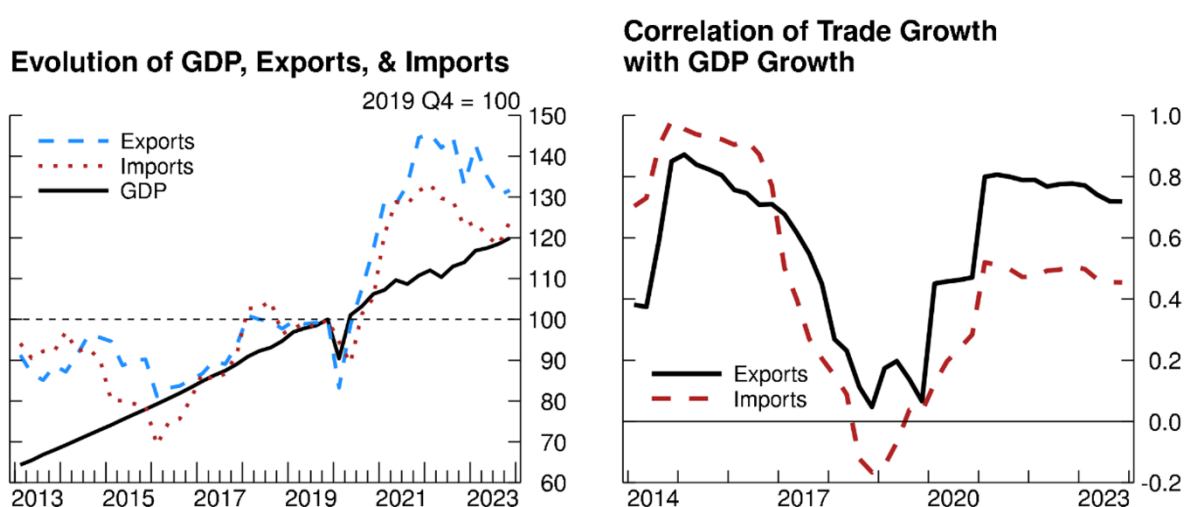 Evolution of GDP, Exports, & Imports
2019 Q4 = 100
Exports
Imports
GDP
150
140
130
120
110
100
90
80
70
60
2013 2015 2017 2019 2021 2023
Correlation of Trade Growth
with GDP Growth
1.0
0.8
0.6
0.4
0.2
0.0
-0.2
Exports
Imports
2014 2017 2020 2023